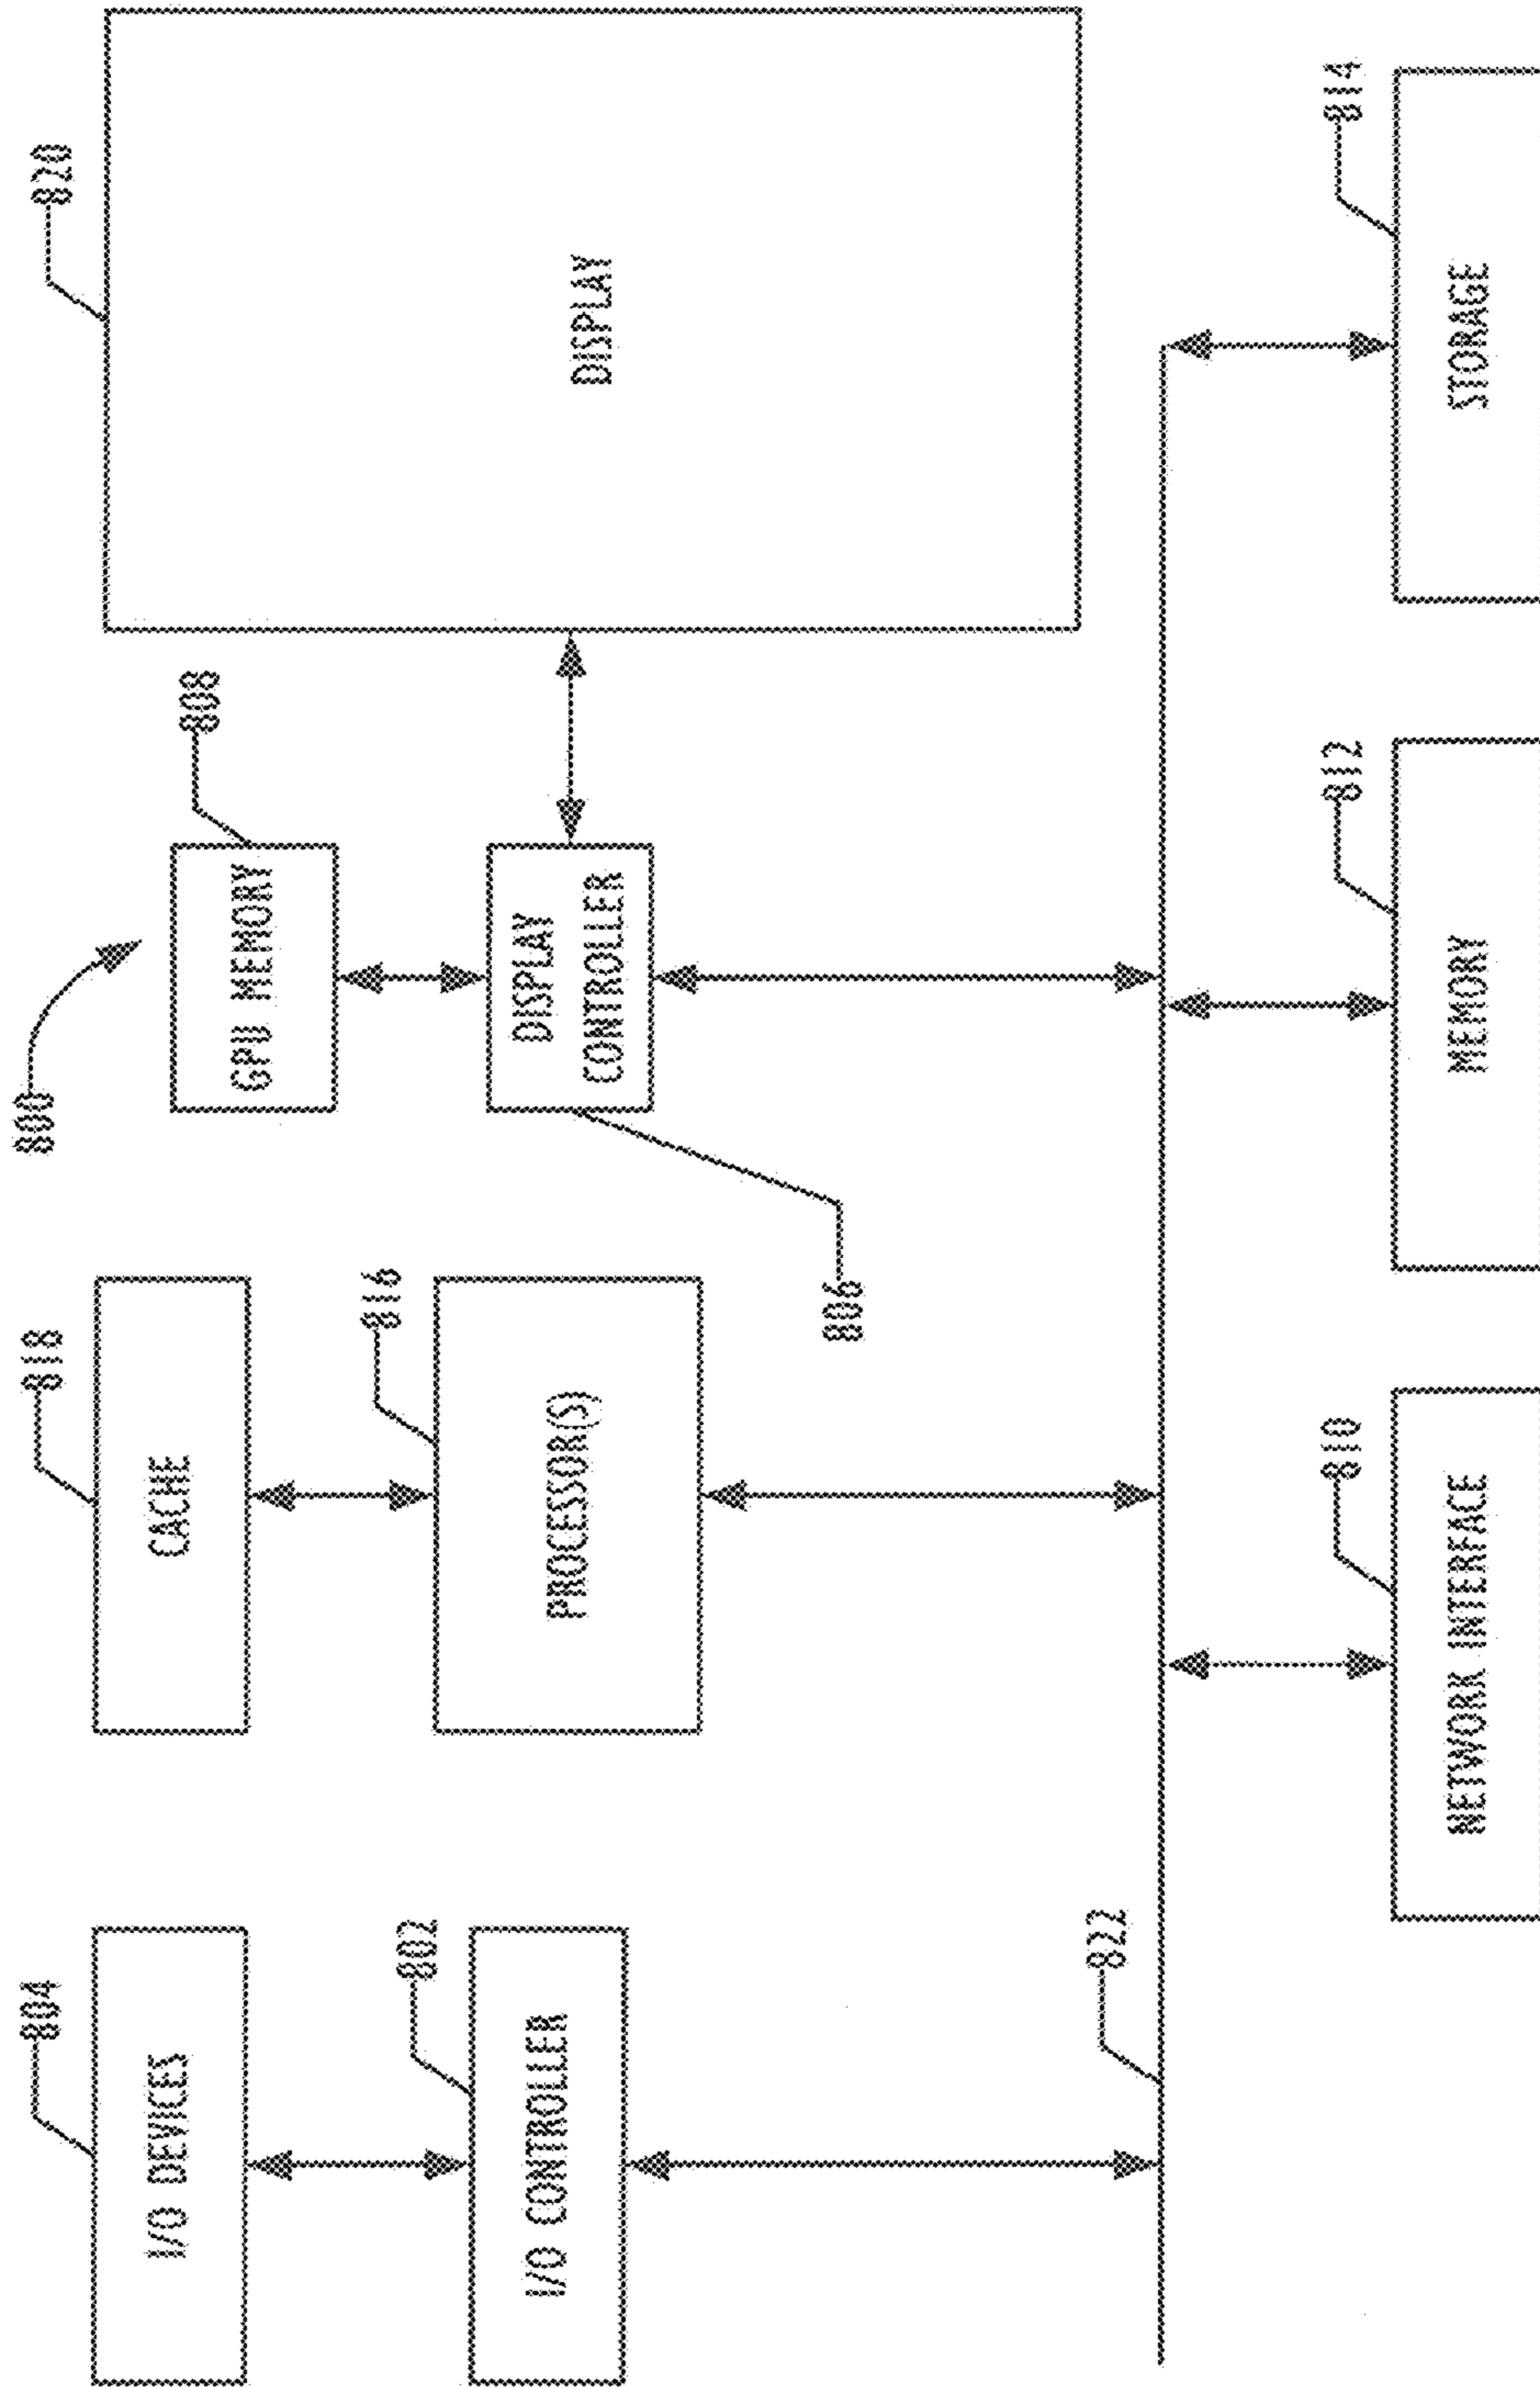 800
804
818
808
820
I/O DEVICES
CACHE
GPU MEMORY
802
816
I/O CONTROLLER
PROCESSOR(S)
DISPLAY
CONTROLLER
DISPLAY
806
822
810
812
814
NETWORK INTERFACE
MEMORY
STORAGE